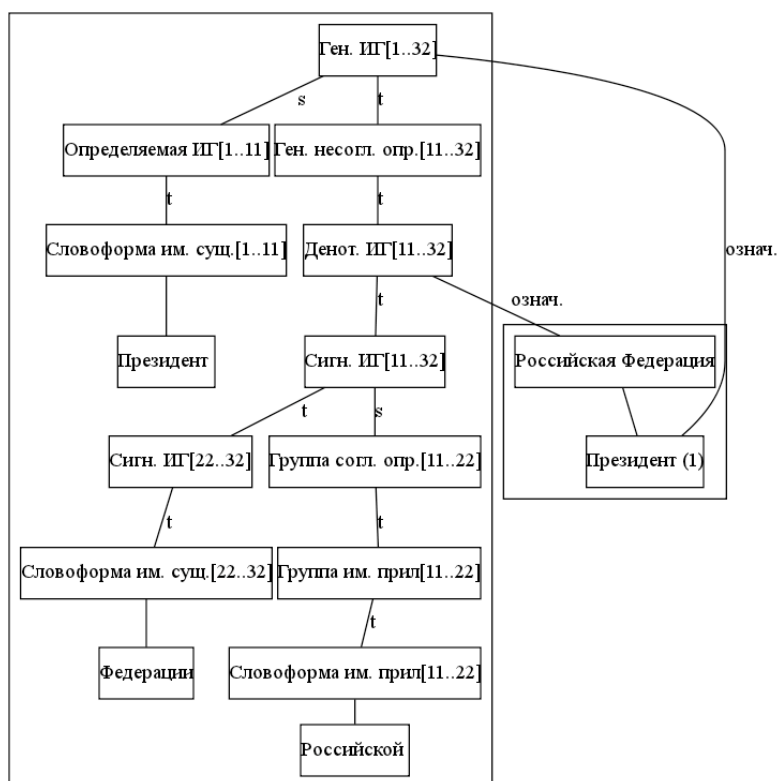 Ген. ИГ[1..32]
s
t
Определяемая ИГ[1..11]
Ген. несогл. опр.[11..32]
t
t
Словоформа им. сущ.[1..11]
Денот. ИГ[11..32]
означ.
t
означ.
Президент
Сигн. ИГ[11..32]
Российская Федерация
t
s
Сигн. ИГ[22..32]
Группа согл. опр.[11..22]
Президент (1)
t
t
Словоформа им. сущ.[22..32]
Группа им. прил[11..22]
t
Федерации
Словоформа им. прил[11..22]
Российской